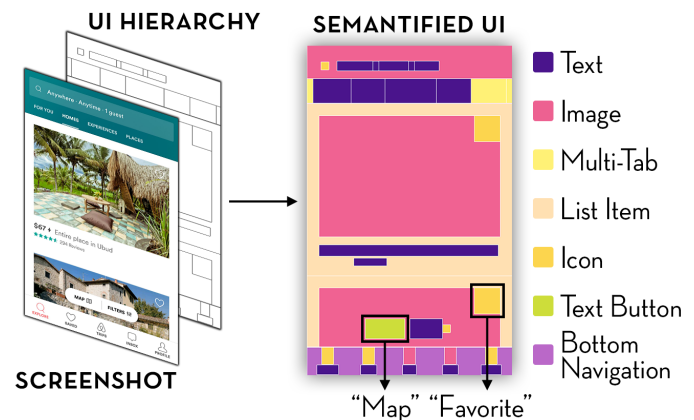 UI HIERARCHY
SEMANTIFIED UI
Anywhere · Anytime · 1 guest
FOR YOU HOMES EXPERIENCES PLACES
$67 Entire place in Ubud
204 Reviews
MAP FILTERS
EXPLORE SAVED TRIPS INBOX PROFILE
SCREENSHOT
Text
Image
Multi-Tab
List Item
Icon
Text Button
Bottom
Navigation
“Map” “Favorite”